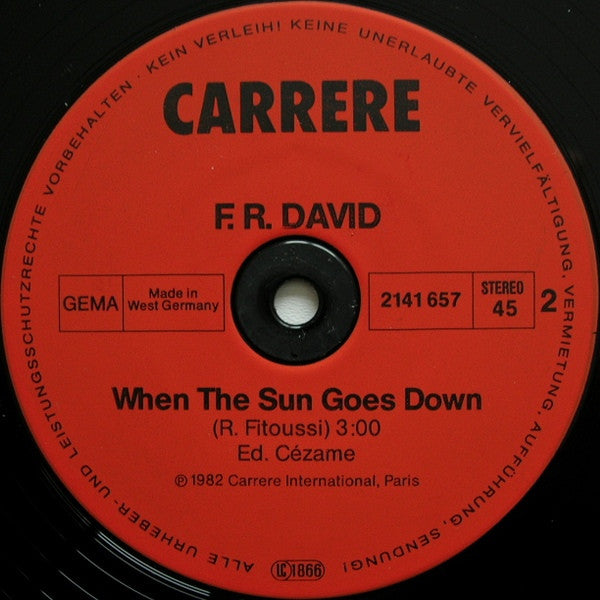 ALLE URHEBER- UND LEISTUNGSSCHUTZRECHTE VORBEHALTEN · KEIN VERLEIH! KEINE UNERLAUBTE VERVIELFÄLTIGUNG, VERMIETUNG, AUFFÜHRUNG, SENDUNG!
CARRERE
F. R. DAVID
GEMA
Made in
West Germany
2141 657
STEREO
45
2
When The Sun Goes Down
(R. Fitoussi) 3:00
Ed. Cézame
℗ 1982 Carrere International, Paris
LC 1866